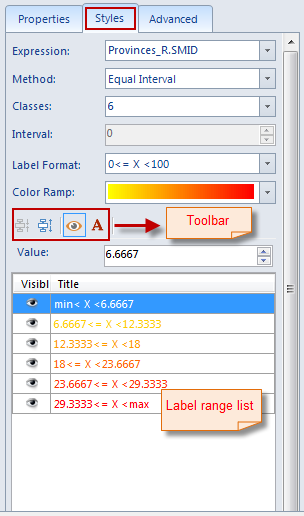 Properties Styles Advanced
Expression: Provinces_R.SMID
Method: Equal Interval
Classes: 6
Interval: 0
Label Format: 0<= X <100
Color Ramp:
A Toolbar
Value: 6.6667
Visibl Title
min< X <6.6667
6.6667<= X <12.3333
12.3333<= X <18
18<= X <23.6667
23.6667<= X <29.3333
29.3333<= X <max
Label range list